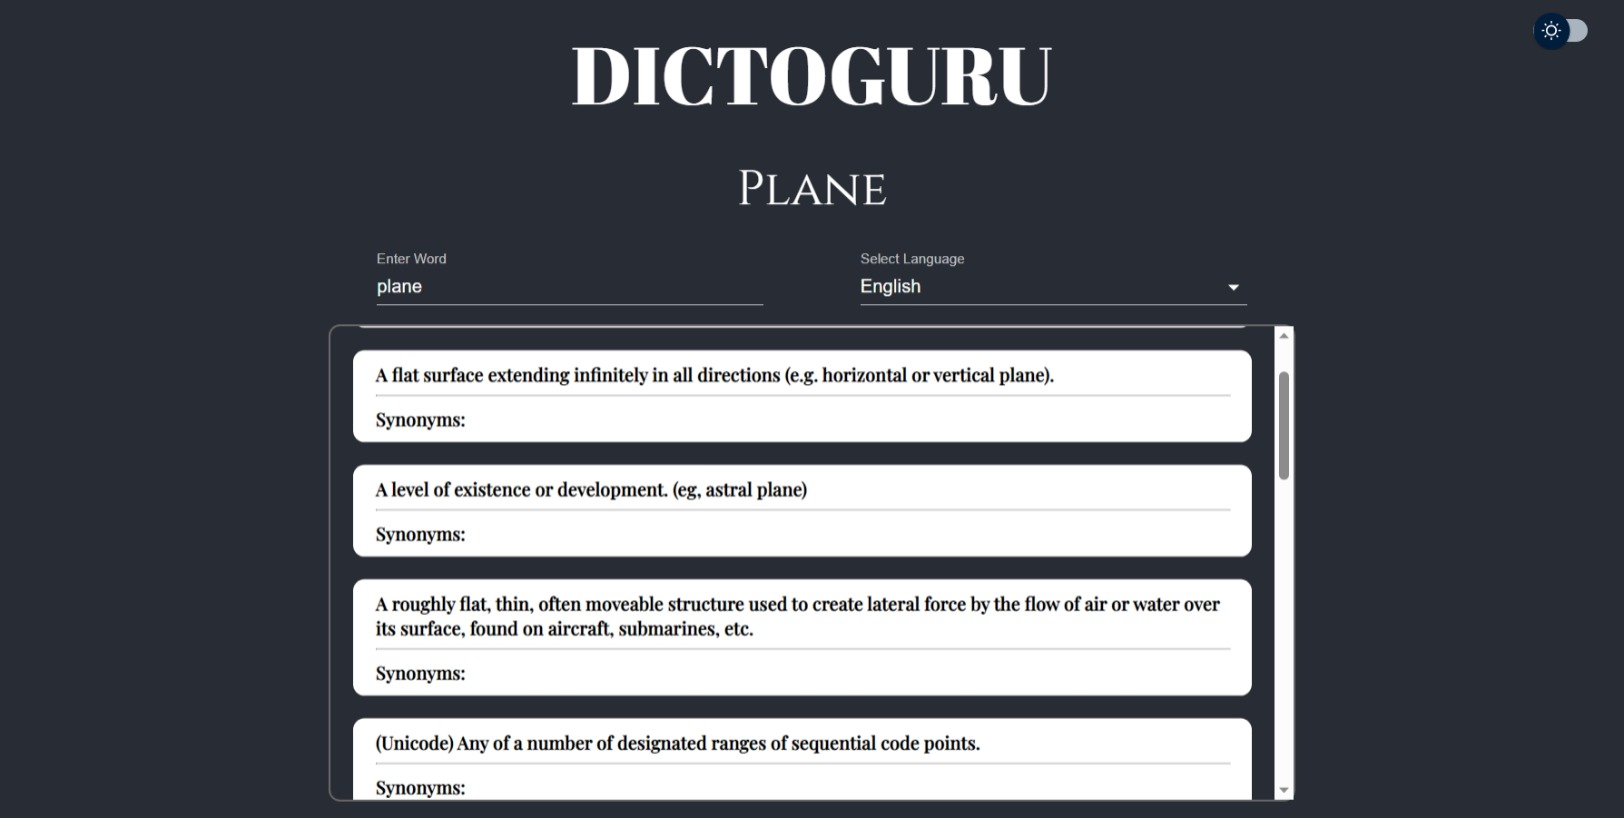 DICTOGURU
PLANE
Enter Word
plane
Select Language
English
A flat surface extending infinitely in all directions (e.g. horizontal or vertical plane).
Synonyms:
A level of existence or development. (eg, astral plane)
Synonyms:
A roughly flat, thin, often moveable structure used to create lateral force by the flow of air or water over
its surface, found on aircraft, submarines, etc.
Synonyms:
(Unicode) Any of a number of designated ranges of sequential code points.
Synonyms: